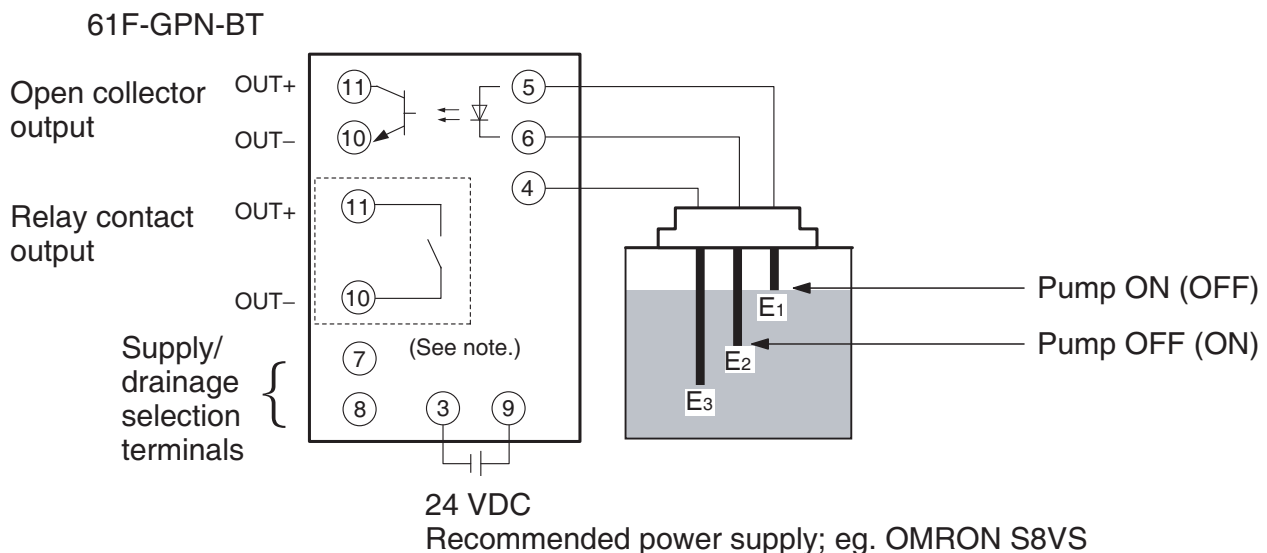 61F-GPN-BT
Open collector
output
OUT+
OUT−
11
10
5
6
4
Relay contact
output
OUT+
OUT−
11
10
Supply/
drainage
selection
terminals
7
8
(See note.)
3
9
E1
E2
E3
Pump ON (OFF)
Pump OFF (ON)
24 VDC
Recommended power supply; eg. OMRON S8VS